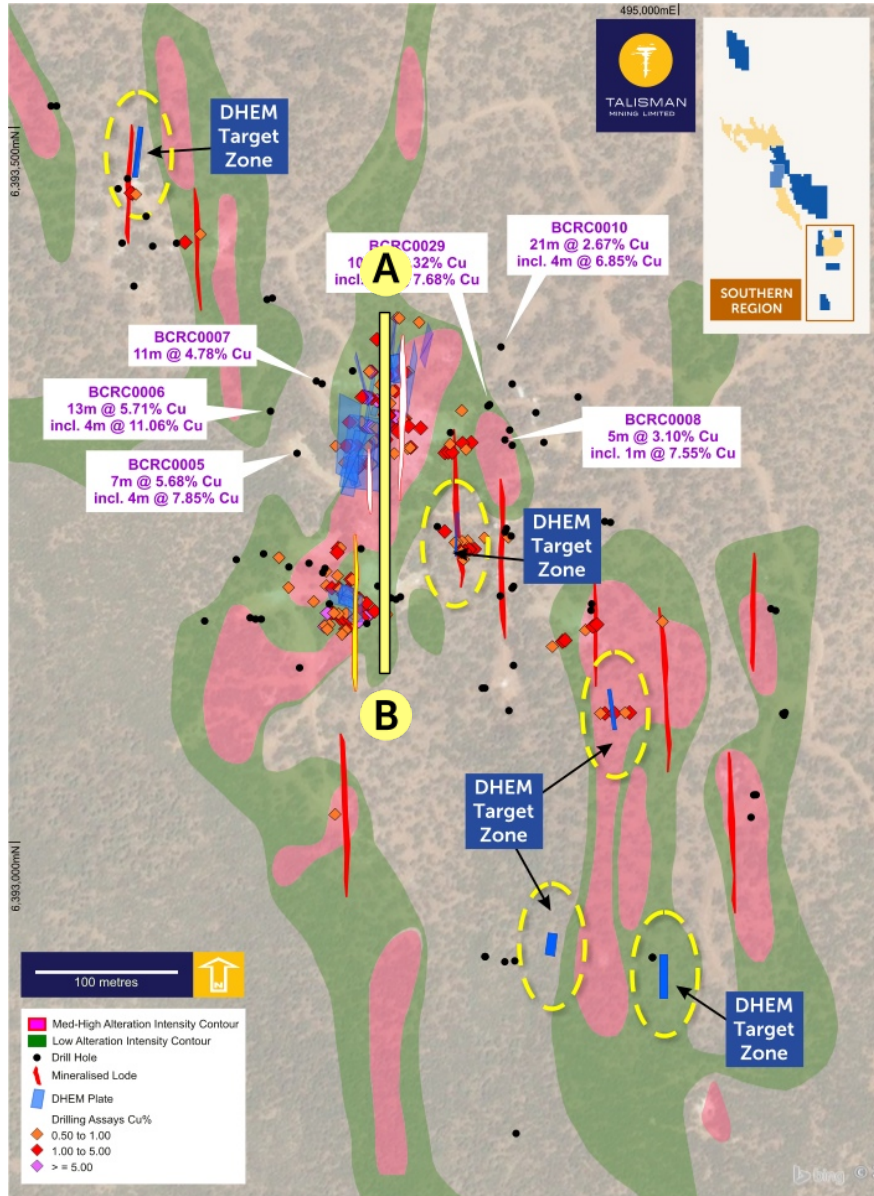 495,000mE
TALISMAN
MINING LIMITED
SOUTHERN
REGION
6,393,500mN
DHEM
Target
Zone
BCRC0010
21m @ 2.67% Cu
incl. 4m @ 6.85% Cu
BCRC0029
A
7.68% Cu
BCRC0007
11m @ 4.78% Cu
BCRC0006
13m @ 5.71% Cu
incl. 4m @ 11.06% Cu
BCRC0008
5m @ 3.10% Cu
incl. 1m @ 7.55% Cu
BCRC0005
7m @ 5.68% Cu
incl. 4m @ 7.85% Cu
DHEM
Target
Zone
B
DHEM
Target
Zone
6,393,000mN
DHEM
Target
Zone
100 metres
N
Med-High Alteration Intensity Contour
Low Alteration Intensity Contour
Drill Hole
Mineralised Lode
DHEM Plate
Drilling Assays Cu%
0.50 to 1.00
1.00 to 5.00
> = 5.00
bing ©